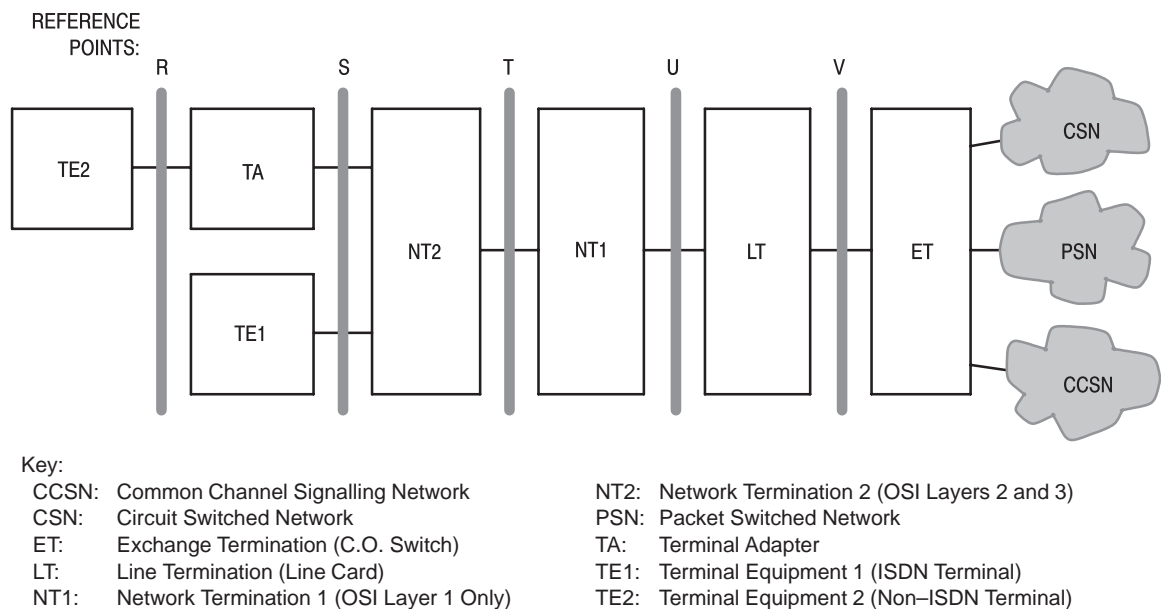 REFERENCE
POINTS:
R
S
T
U
V
TE2
TA
TE1
NT2
NT1
LT
ET
CSN
PSN
CCSN
Key:
CCSN: Common Channel Signalling Network
CSN: Circuit Switched Network
ET: Exchange Termination (C.O. Switch)
LT: Line Termination (Line Card)
NT1: Network Termination 1 (OSI Layer 1 Only)
NT2: Network Termination 2 (OSI Layers 2 and 3)
PSN: Packet Switched Network
TA: Terminal Adapter
TE1: Terminal Equipment 1 (ISDN Terminal)
TE2: Terminal Equipment 2 (Non–ISDN Terminal)